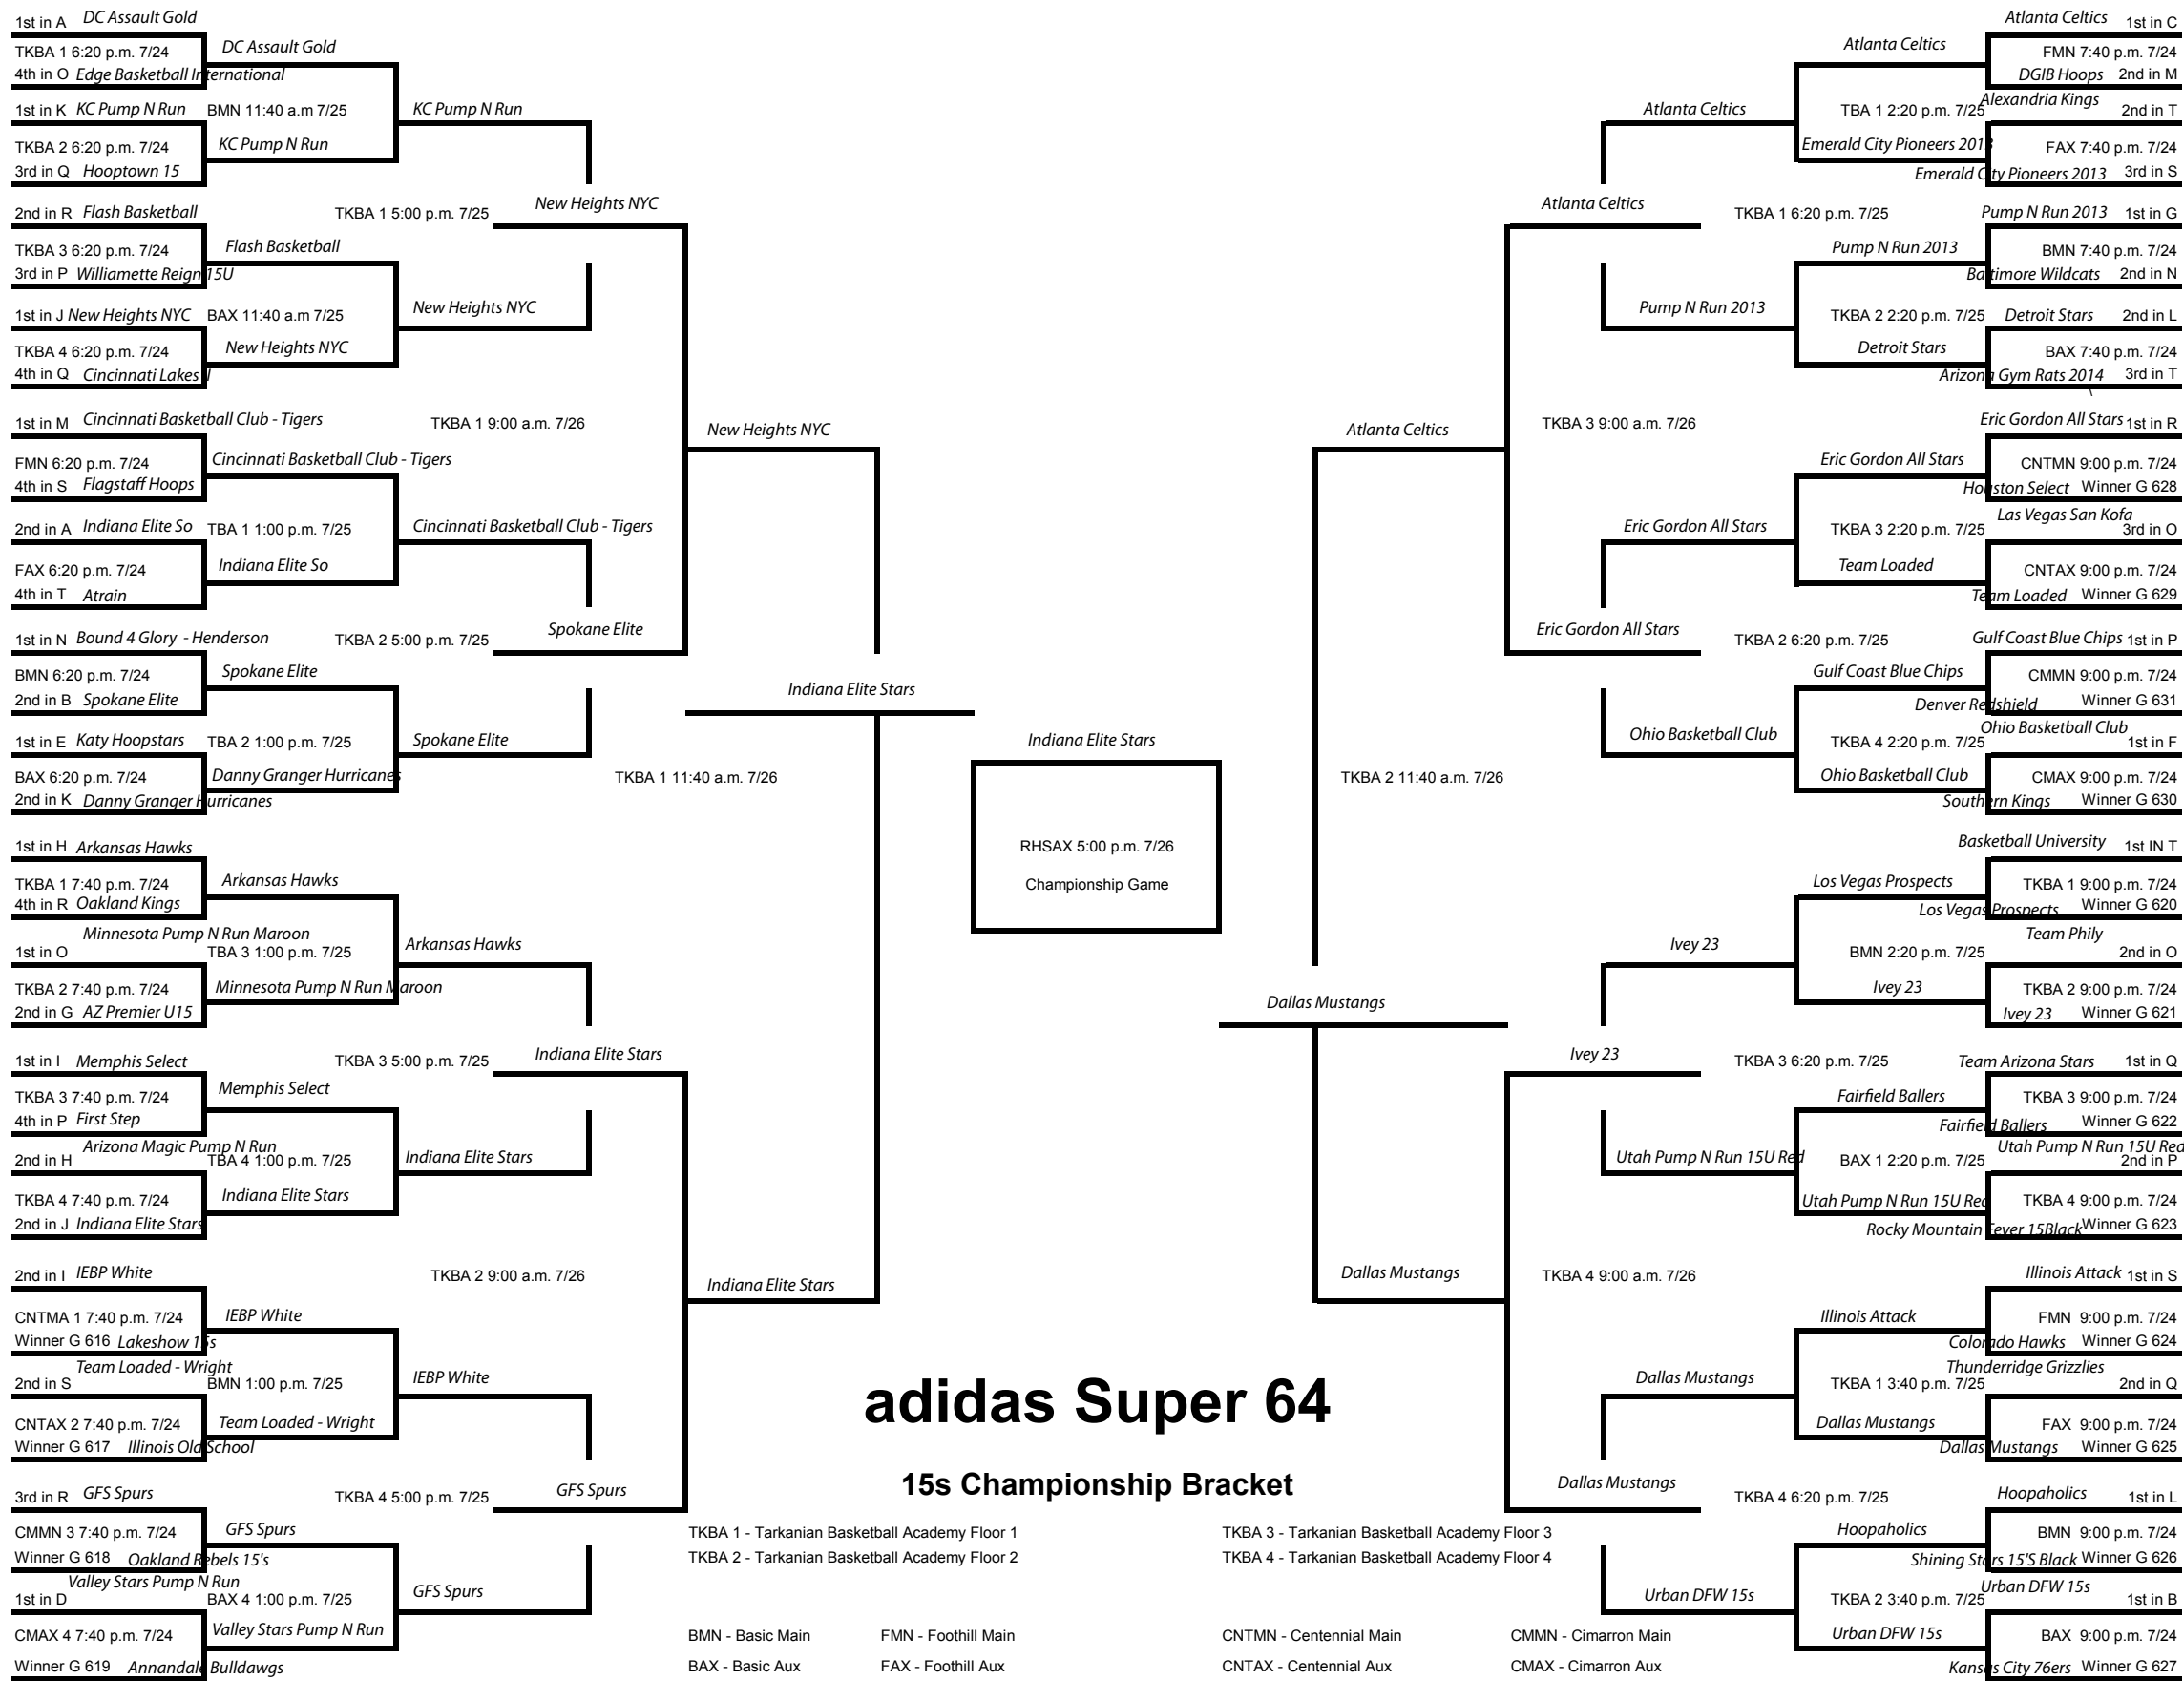 1st in A DC Assault Gold
TKBA 1 6:20 p.m. 7/24
DC Assault Gold
4th in O Edge Basketball International
1st in K KC Pump N Run
BMN 11:40 a.m 7/25
KC Pump N Run
TKBA 2 6:20 p.m. 7/24
KC Pump N Run
3rd in Q Hooptown 15
2nd in R Flash Basketball
TKBA 1 5:00 p.m. 7/25
New Heights NYC
TKBA 3 6:20 p.m. 7/24
Flash Basketball
3rd in P Williamette Reign 15U
1st in J New Heights NYC
BAX 11:40 a.m 7/25
New Heights NYC
TKBA 4 6:20 p.m. 7/24
New Heights NYC
4th in Q Cincinnati Lakes J
1st in M Cincinnati Basketball Club - Tigers
TKBA 1 9:00 a.m. 7/26
New Heights NYC
FMN 6:20 p.m. 7/24
Cincinnati Basketball Club - Tigers
4th in S Flagstaff Hoops
2nd in A Indiana Elite So
TBA 1 1:00 p.m. 7/25
Cincinnati Basketball Club - Tigers
FAX 6:20 p.m. 7/24
Indiana Elite So
4th in T Atrain
1st in N Bound 4 Glory - Henderson
TKBA 2 5:00 p.m. 7/25
Spokane Elite
BMN 6:20 p.m. 7/24
Spokane Elite
2nd in B Spokane Elite
Indiana Elite Stars
1st in E Katy Hoopstars
TBA 2 1:00 p.m. 7/25
Spokane Elite
BAX 6:20 p.m. 7/24
Danny Granger Hurricanes
TKBA 1 11:40 a.m. 7/26
2nd in K Danny Granger Hurricanes
1st in H Arkansas Hawks
TKBA 1 7:40 p.m. 7/24
Arkansas Hawks
4th in R Oakland Kings
Minnesota Pump N Run Maroon
1st in O
TBA 3 1:00 p.m. 7/25
Arkansas Hawks
TKBA 2 7:40 p.m. 7/24
Minnesota Pump N Run Maroon
2nd in G AZ Premier U15
1st in I Memphis Select
TKBA 3 5:00 p.m. 7/25
Indiana Elite Stars
TKBA 3 7:40 p.m. 7/24
Memphis Select
4th in P First Step
Arizona Magic Pump N Run
2nd in H
TBA 4 1:00 p.m. 7/25
Indiana Elite Stars
TKBA 4 7:40 p.m. 7/24
Indiana Elite Stars
2nd in J Indiana Elite Stars
2nd in I IEBP White
TKBA 2 9:00 a.m. 7/26
Indiana Elite Stars
CNTMA 1 7:40 p.m. 7/24
IEBP White
Winner G 616 Lakeshow 15s
Team Loaded - Wright
2nd in S
BMN 1:00 p.m. 7/25
IEBP White
CNTAX 2 7:40 p.m. 7/24
Team Loaded - Wright
Winner G 617 Illinois Old School
3rd in R GFS Spurs
TKBA 4 5:00 p.m. 7/25
GFS Spurs
CMMN 3 7:40 p.m. 7/24
GFS Spurs
Winner G 618 Oakland Rebels 15's
Valley Stars Pump N Run
1st in D
BAX 4 1:00 p.m. 7/25
GFS Spurs
CMAX 4 7:40 p.m. 7/24
Valley Stars Pump N Run
Winner G 619 Annandale Bulldawgs
Indiana Elite Stars
RHSAX 5:00 p.m. 7/26
Championship Game
Atlanta Celtics 1st in C
Atlanta Celtics
FMN 7:40 p.m. 7/24
DGIB Hoops 2nd in M
Atlanta Celtics
TBA 1 2:20 p.m. 7/25
Alexandria Kings
2nd in T
Emerald City Pioneers 2013
FAX 7:40 p.m. 7/24
Emerald City Pioneers 2013 3rd in S
Atlanta Celtics
TKBA 1 6:20 p.m. 7/25
Pump N Run 2013 1st in G
Pump N Run 2013
BMN 7:40 p.m. 7/24
Baltimore Wildcats 2nd in N
Pump N Run 2013
TKBA 2 2:20 p.m. 7/25
Detroit Stars 2nd in L
Detroit Stars
BAX 7:40 p.m. 7/24
Arizona Gym Rats 2014 3rd in T
\
Atlanta Celtics
TKBA 3 9:00 a.m. 7/26
Eric Gordon All Stars 1st in R
Eric Gordon All Stars
CNTMN 9:00 p.m. 7/24
Houston Select Winner G 628
Las Vegas San Kofa
Eric Gordon All Stars
TKBA 3 2:20 p.m. 7/25
3rd in O
Team Loaded
CNTAX 9:00 p.m. 7/24
Team Loaded Winner G 629
Eric Gordon All Stars
TKBA 2 6:20 p.m. 7/25
Gulf Coast Blue Chips 1st in P
Gulf Coast Blue Chips
CMMN 9:00 p.m. 7/24
Denver Redshield Winner G 631
Ohio Basketball Club
Ohio Basketball Club
TKBA 4 2:20 p.m. 7/25
1st in F
TKBA 2 11:40 a.m. 7/26
Ohio Basketball Club
CMAX 9:00 p.m. 7/24
Southern Kings Winner G 630
Basketball University 1st IN T
Los Vegas Prospects
TKBA 1 9:00 p.m. 7/24
Los Vegas Prospects Winner G 620
Team Phily
Ivey 23
BMN 2:20 p.m. 7/25
2nd in O
Ivey 23
TKBA 2 9:00 p.m. 7/24
Dallas Mustangs
Ivey 23 Winner G 621
Ivey 23
TKBA 3 6:20 p.m. 7/25
Team Arizona Stars 1st in Q
Fairfield Ballers
TKBA 3 9:00 p.m. 7/24
Fairfield Ballers Winner G 622
Utah Pump N Run 15U Red
Utah Pump N Run 15U Red
BAX 1 2:20 p.m. 7/25
2nd in P
Utah Pump N Run 15U Red
TKBA 4 9:00 p.m. 7/24
Rocky Mountain Fever 15Black Winner G 623
Dallas Mustangs
TKBA 4 9:00 a.m. 7/26
Illinois Attack 1st in S
Illinois Attack
FMN 9:00 p.m. 7/24
Colorado Hawks Winner G 624
Thunderridge Grizzlies
Dallas Mustangs
TKBA 1 3:40 p.m. 7/25
2nd in Q
Dallas Mustangs
FAX 9:00 p.m. 7/24
Dallas Mustangs Winner G 625
Dallas Mustangs
TKBA 4 6:20 p.m. 7/25
Hoopaholics 1st in L
Hoopaholics
BMN 9:00 p.m. 7/24
Shining Stars 15'S Black Winner G 626
Urban DFW 15s
Urban DFW 15s
TKBA 2 3:40 p.m. 7/25
1st in B
Urban DFW 15s
BAX 9:00 p.m. 7/24
Kansas City 76ers Winner G 627
adidas Super 64
15s Championship Bracket
TKBA 1 - Tarkanian Basketball Academy Floor 1
TKBA 3 - Tarkanian Basketball Academy Floor 3
TKBA 2 - Tarkanian Basketball Academy Floor 2
TKBA 4 - Tarkanian Basketball Academy Floor 4
BMN - Basic Main
FMN - Foothill Main
CNTMN - Centennial Main
CMMN - Cimarron Main
BAX - Basic Aux
FAX - Foothill Aux
CNTAX - Centennial Aux
CMAX - Cimarron Aux